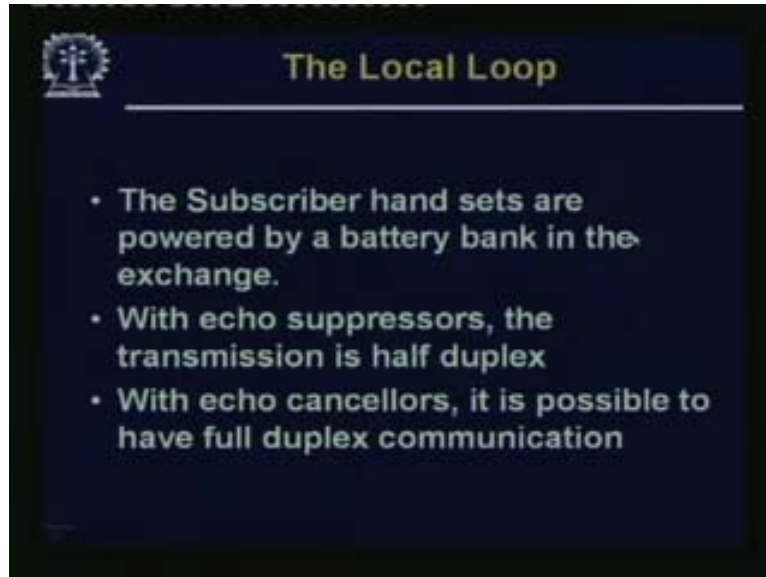 The Local Loop
• The Subscriber hand sets are
powered by a battery bank in the
exchange.
• With echo suppressors, the
transmission is half duplex
• With echo cancellors, it is possible to
have full duplex communication